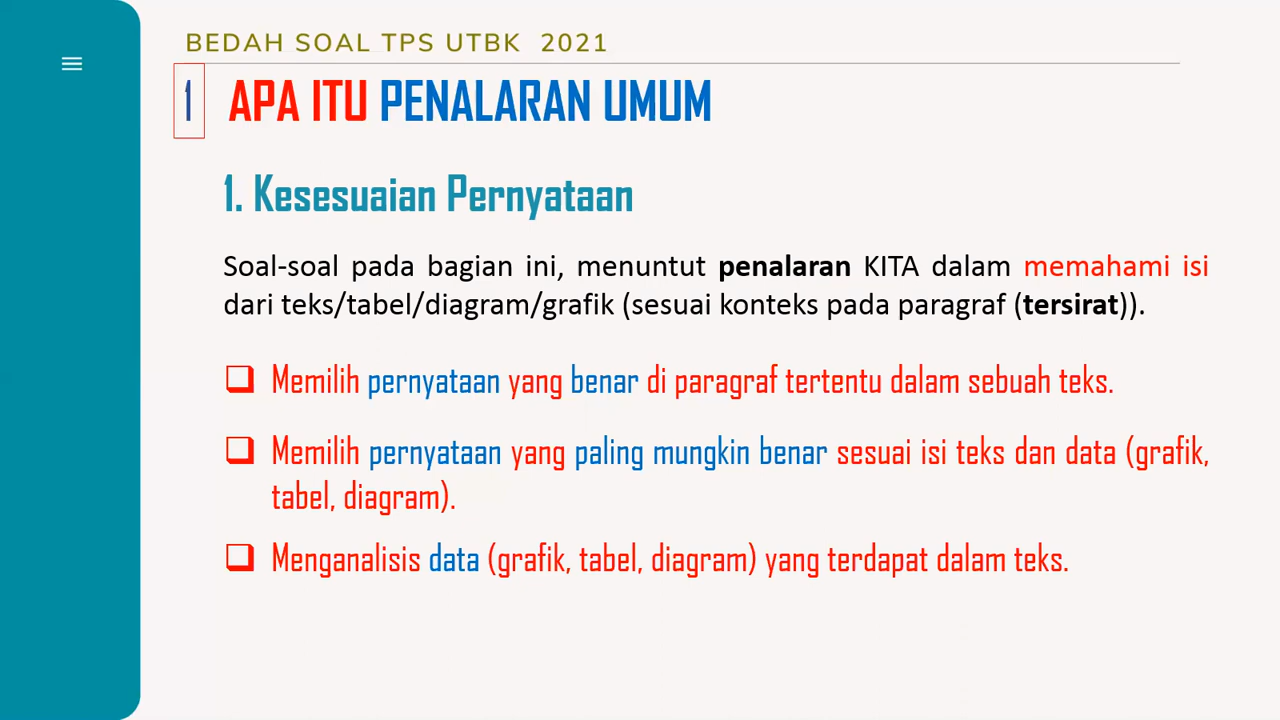 BEDAH SOAL TPS UTBK 2021
1 APA ITU PENALARAN UMUM
1. Kesesuaian Pernyataan
Soal-soal pada bagian ini, menuntut penalaran KITA dalam memahami isi
dari teks/tabel/diagram/grafik (sesuai konteks pada paragraf (tersirat)).
Memilih pernyataan yang benar di paragraf tertentu dalam sebuah teks.
Memilih pernyataan yang paling mungkin benar sesuai isi teks dan data (grafik,
tabel, diagram).
Menganalisis data (grafik, tabel, diagram) yang terdapat dalam teks.